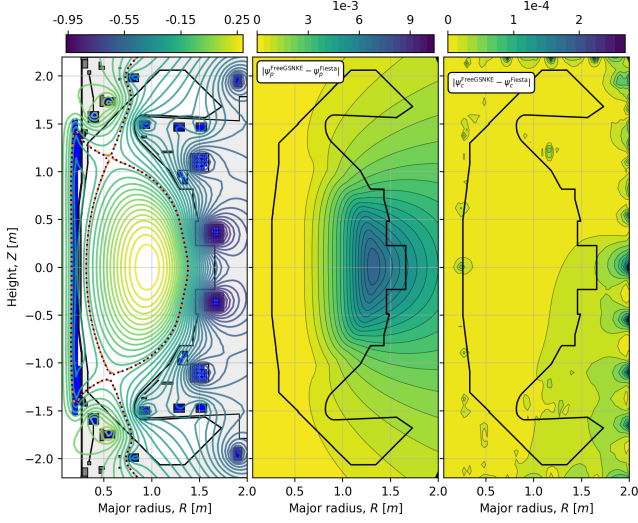 1e-3
1e-4
-0.95 -0.55 -0.15 0.25
0 3 6 9
0 1 2
|ψₚ^FreeGSNKE − ψₚ^Fiesta|
|ψ_c^FreeGSNKE − ψ_c^Fiesta|
2.0
1.5
1.0
0.5
0.0
−0.5
−1.0
−1.5
−2.0
Height, Z [m]
0.5 1.0 1.5 2.0
0.5 1.0 1.5 2.0
0.5 1.0 1.5 2.0
Major radius, R [m]
Major radius, R [m]
Major radius, R [m]